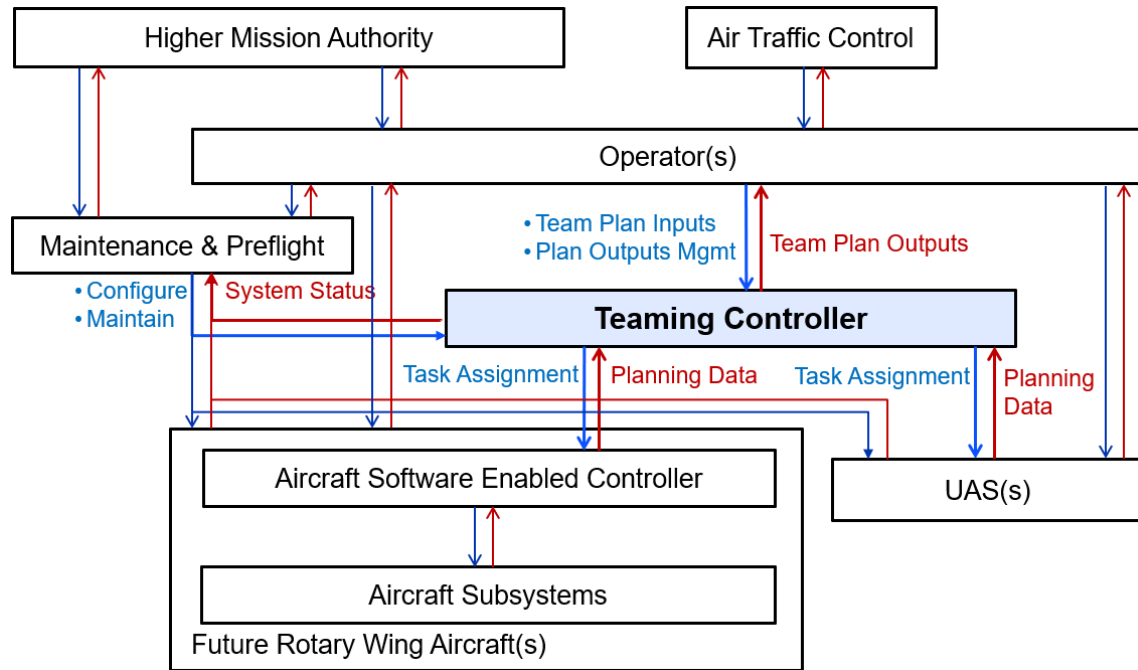 Higher Mission Authority
Air Traffic Control
Operator(s)
• Team Plan Inputs
• Plan Outputs Mgmt
Team Plan Outputs
Maintenance & Preflight
• Configure
• Maintain
System Status
Teaming Controller
Task Assignment
Planning Data
Task Assignment
Planning
Data
Aircraft Software Enabled Controller
UAS(s)
Aircraft Subsystems
Future Rotary Wing Aircraft(s)